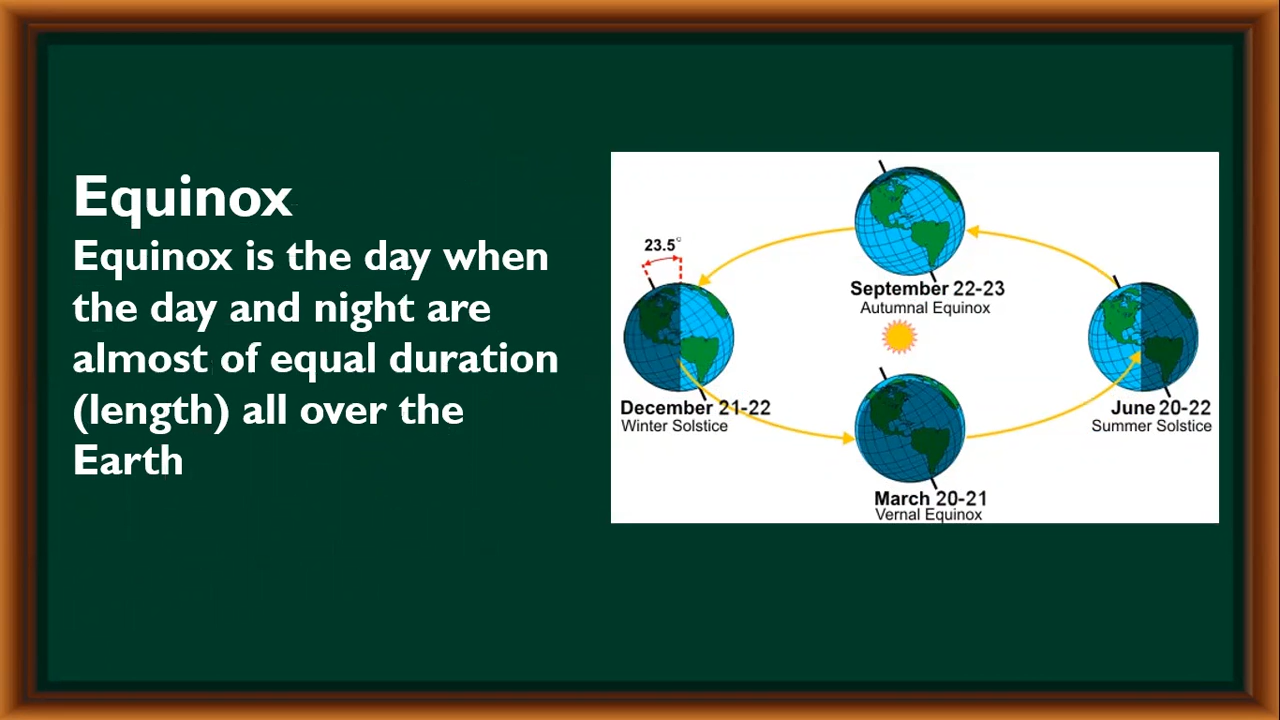 Equinox
Equinox is the day when
the day and night are
almost of equal duration
(length) all over the
Earth
23.5°
September 22-23
Autumnal Equinox
December 21-22
Winter Solstice
June 20-22
Summer Solstice
March 20-21
Vernal Equinox